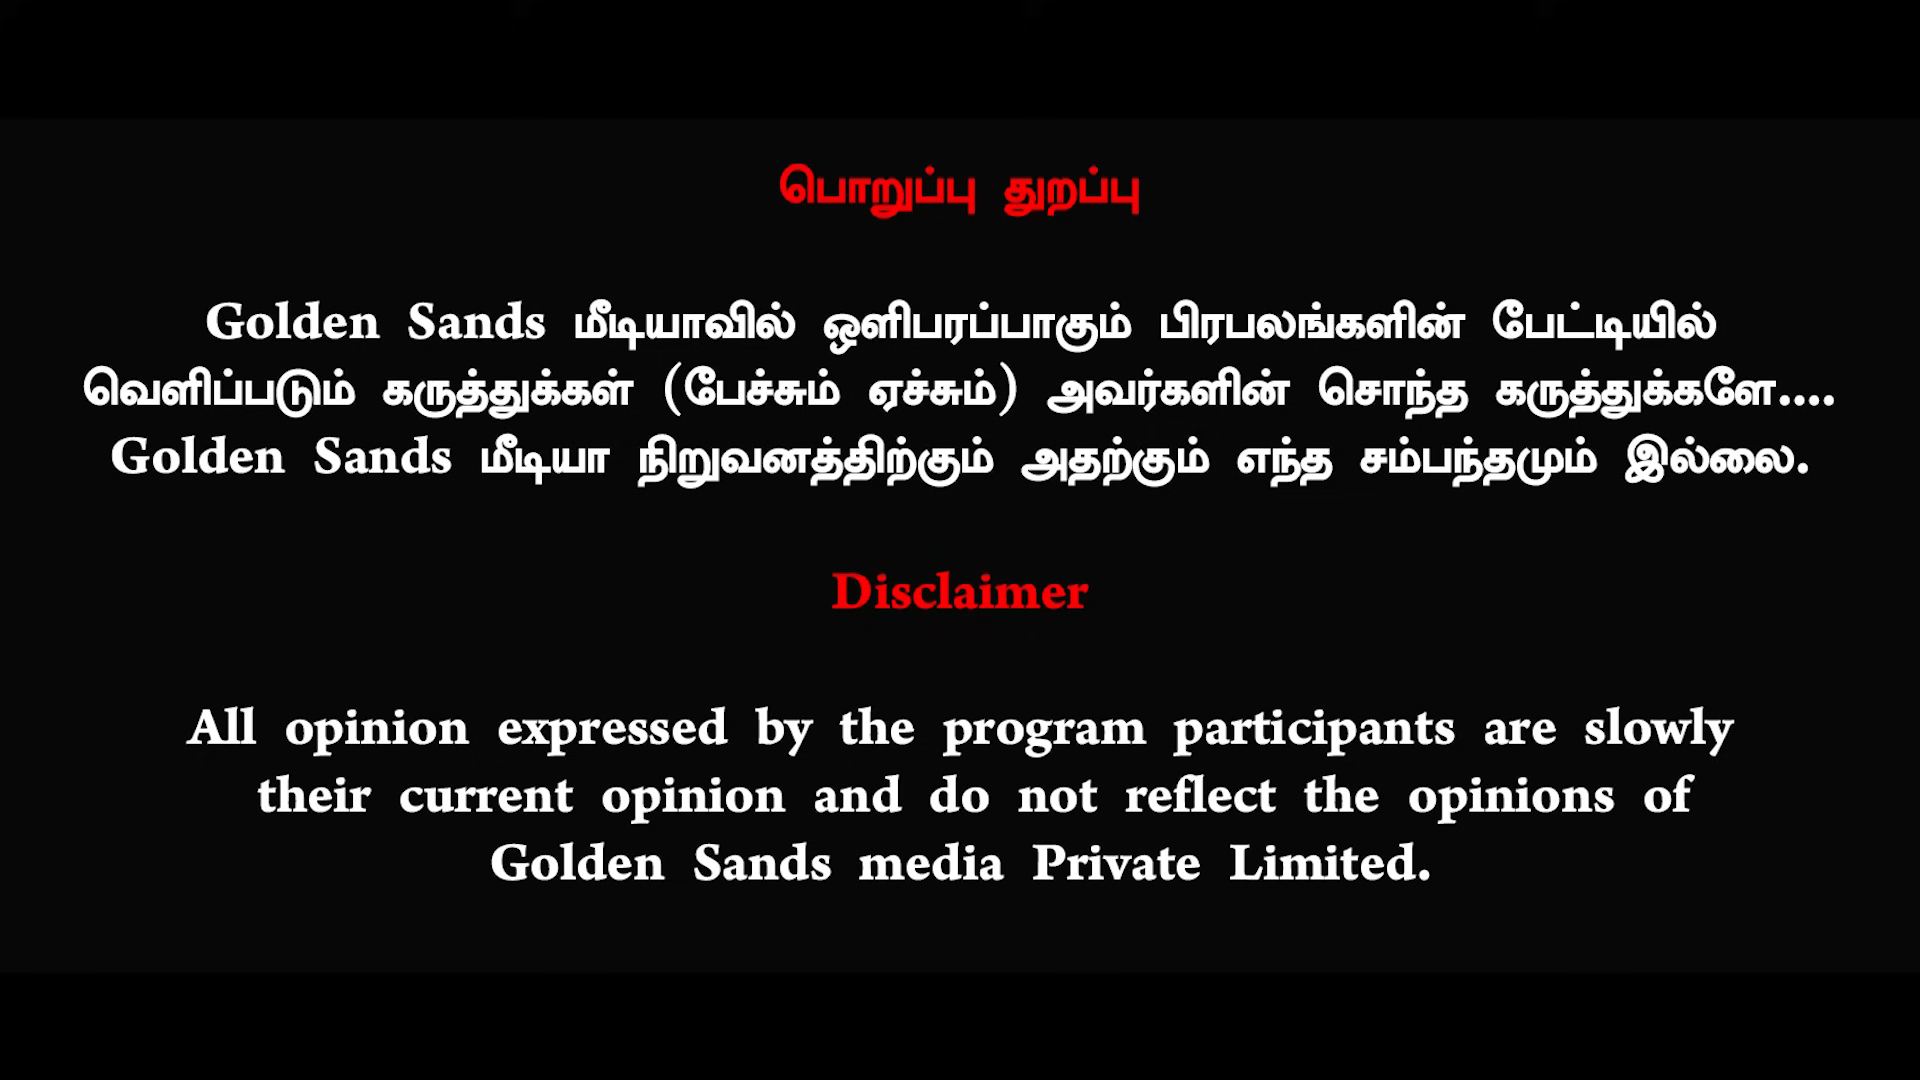 பொறுப்பு துறப்பு
Golden Sands மீடியாவில் ஒளிபரப்பாகும் பிரபலங்களின் பேட்டியில்
வெளிப்படும் கருத்துக்கள் (பேச்சும் ஏச்சும்) அவர்களின் சொந்த கருத்துக்களே....
Golden Sands மீடியா நிறுவனத்திற்கும் அதற்கும் எந்த சம்பந்தமும் இல்லை.
Disclaimer
All opinion expressed by the program participants are slowly
their current opinion and do not reflect the opinions of
Golden Sands media Private Limited.